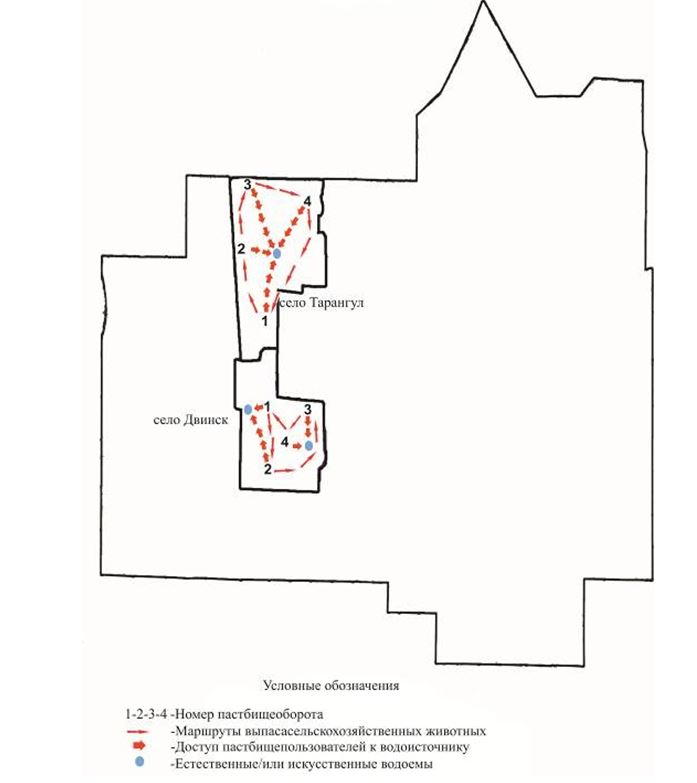 3
4
2
село Тарангул
1
1
3
село Двинск
4
2
Условные обозначения
1-2-3-4 -Номер пастбищеоборота
-Маршруты выпасасельскохозяйственных животных
-Доступ пастбищепользователей к водоисточнику
-Естественные/или искусственные водоемы